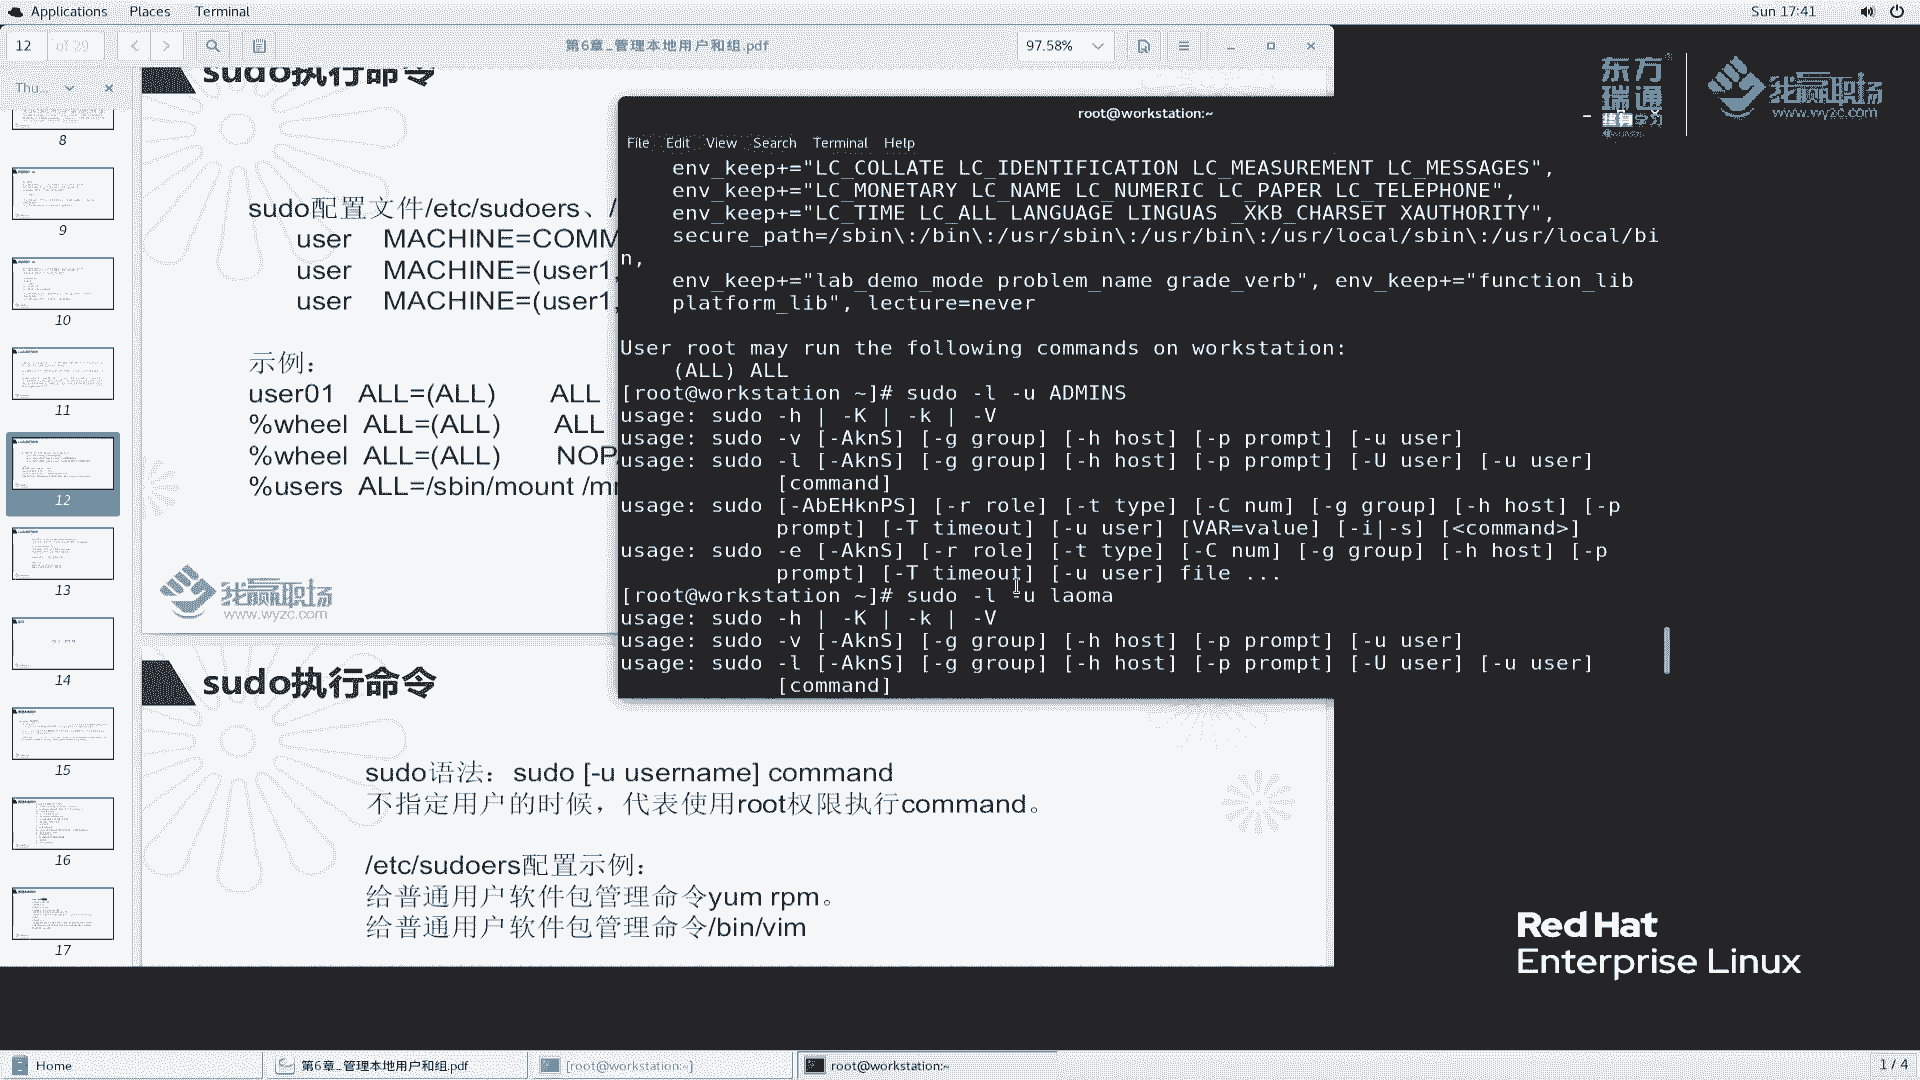 Applications Places Terminal
Sun 17:41
12 of 29
第6章_管理本地用户和组.pdf
97.58%
Thu...
8
9
10
11
12
13
14
15
16
17
sudo执行命令
sudo配置文件/etc/sudoers、/
user MACHINE=COMM
user MACHINE=(user1,
user MACHINE=(user1,
示例：
user01 ALL=(ALL) ALL
%wheel ALL=(ALL) ALL
%wheel ALL=(ALL) NOP
%users ALL=/sbin/mount /m
我赢职场
www.wyzc.com
sudo执行命令
sudo语法：sudo [-u username] command
不指定用户的时候，代表使用root权限执行command。
/etc/sudoers配置示例：
给普通用户软件包管理命令yum rpm。
给普通用户软件包管理命令/bin/vim
root@workstation:~
File Edit View Search Terminal Help
env_keep+="LC_COLLATE LC_IDENTIFICATION LC_MEASUREMENT LC_MESSAGES",
env_keep+="LC_MONETARY LC_NAME LC_NUMERIC LC_PAPER LC_TELEPHONE",
env_keep+="LC_TIME LC_ALL LANGUAGE LINGUAS _XKB_CHARSET XAUTHORITY",
secure_path=/sbin\:/bin\:/usr/sbin\:/usr/bin\:/usr/local/sbin\:/usr/local/bi
n,
env_keep+="lab_demo_mode problem_name grade_verb", env_keep+="function_lib
platform_lib", lecture=never
User root may run the following commands on workstation:
(ALL) ALL
[root@workstation ~]# sudo -l -u ADMINS
usage: sudo -h | -K | -k | -V
usage: sudo -v [-AknS] [-g group] [-h host] [-p prompt] [-u user]
usage: sudo -l [-AknS] [-g group] [-h host] [-p prompt] [-U user] [-u user]
[command]
usage: sudo [-AbEHknPS] [-r role] [-t type] [-C num] [-g group] [-h host] [-p
prompt] [-T timeout] [-u user] [VAR=value] [-i|-s] [<command>]
usage: sudo -e [-AknS] [-r role] [-t type] [-C num] [-g group] [-h host] [-p
prompt] [-T timeout] [-u user] file ...
[root@workstation ~]# sudo -l -u laoma
usage: sudo -h | -K | -k | -V
usage: sudo -v [-AknS] [-g group] [-h host] [-p prompt] [-u user]
usage: sudo -l [-AknS] [-g group] [-h host] [-p prompt] [-U user] [-u user]
[command]
东方
瑞通
终身学习
我赢职场
www.wyzc.com
Red Hat
Enterprise Linux
Home
第6章_管理本地用户和组.pdf
[root@workstation:~]
root@workstation:~
1 / 4